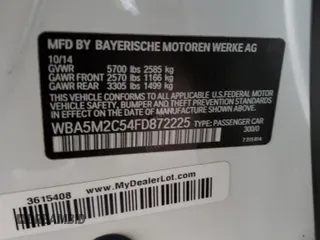 MFD BY BAYERISCHE MOTOREN WERKE AG
10/14
GVWR 5700 lbs 2585 kg
GAWR FRONT 2570 lbs 1166 kg
GAWR REAR 3305 lbs 1499 kg
THIS VEHICLE CONFORMS TO ALL APPLICABLE U.S. FEDERAL MOTOR
VEHICLE SAFETY, BUMPER, AND THEFT PREVENTION STANDARDS IN
EFFECT ON THE DATE OF MANUFACTURE SHOWN ABOVE.
WBA5M2C54FD872225 TYPE: PASSENGER CAR
300/0
3615408
www.
MyDealerLot.com